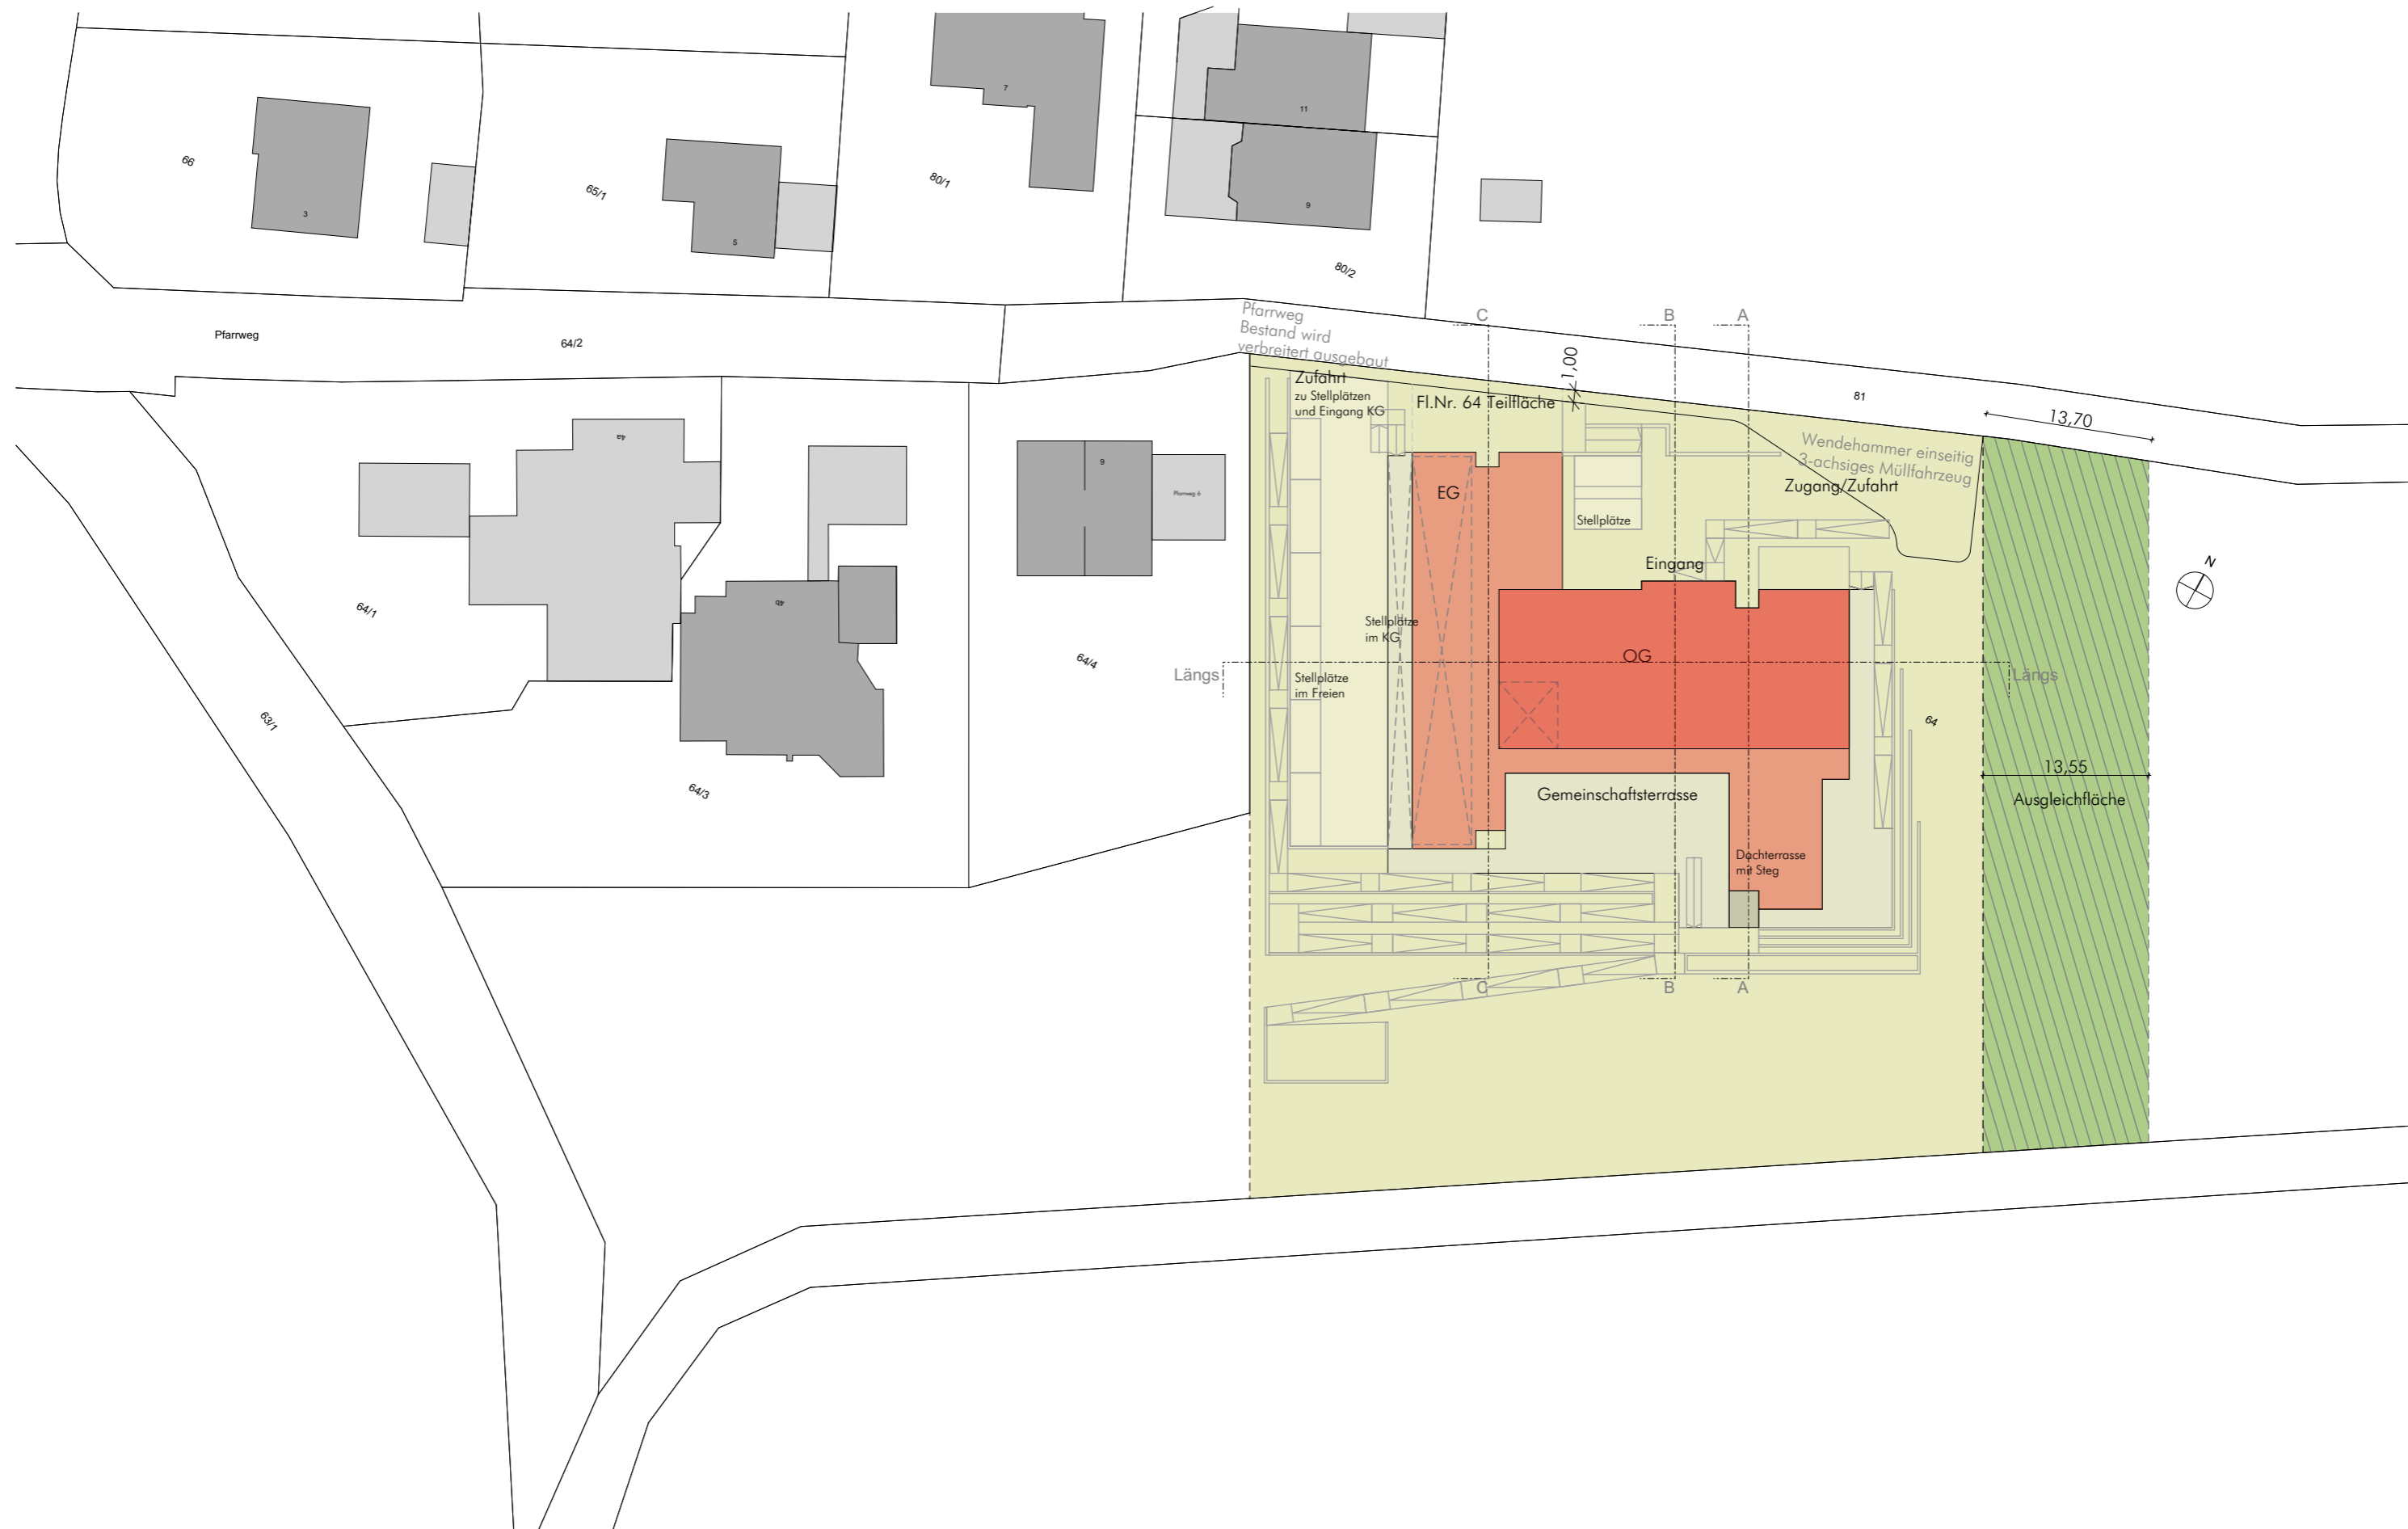 7
11
66
65/1
80/1
3
5
9
80/2
Pfarrweg
64/2
Pfarrweg
Bestand wird
verbreitert ausgebaut
C
B
A
1,00
Zufahrt
zu Stellplätzen
und Eingang KG
Fl.Nr. 64 Teilfläche
81
13,70
Wendehammer einseitig
3-achsiges Müllfahrzeug
Zugang/Zufahrt
4a
9
Pfarrweg 6
EG
Stellplätze
Eingang
N
64/1
4b
64/4
Stellplätze
im KG
OG
Längs
Längs
Stellplätze
im Freien
63/1
64
64/3
13,55
Ausgleichfläche
Gemeinschaftsterrasse
Dachterrasse
mit Steg
C
B
A